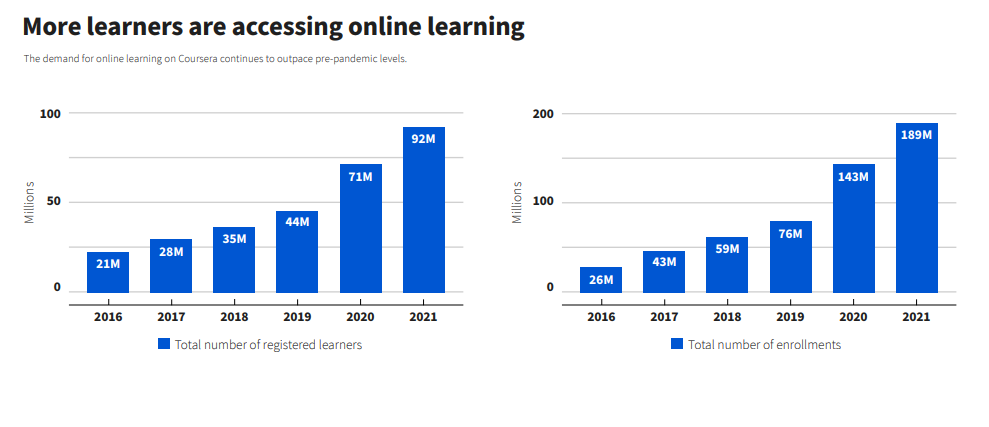 More learners are accessing online learning
The demand for online learning on Coursera continues to outpace pre-pandemic levels.
Millions
100
50
0
21M
28M
35M
44M
71M
92M
2016 2017 2018 2019 2020 2021
Total number of registered learners
Millions
200
100
0
26M
43M
59M
76M
143M
189M
2016 2017 2018 2019 2020 2021
Total number of enrollments